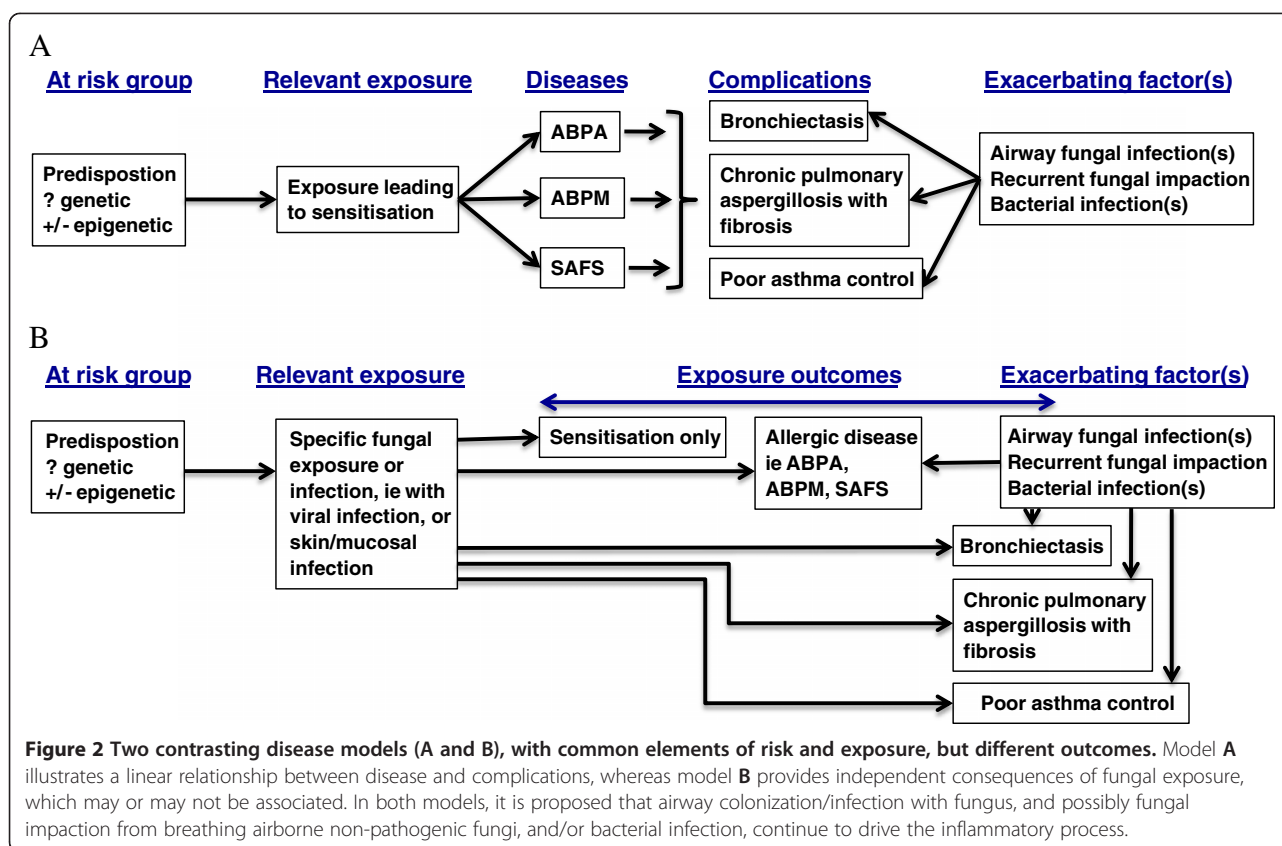 A
At risk group
Relevant exposure
Diseases
Complications
Exacerbating factor(s)
Predispostion
? genetic
+/- epigenetic
Exposure leading
to sensitisation
ABPA
ABPM
SAFS
Bronchiectasis
Chronic pulmonary
aspergillosis with
fibrosis
Poor asthma control
Airway fungal infection(s)
Recurrent fungal impaction
Bacterial infection(s)
B
At risk group
Relevant exposure
Exposure outcomes
Exacerbating factor(s)
Predispostion
? genetic
+/- epigenetic
Specific fungal
exposure or
infection, ie with
viral infection, or
skin/mucosal
infection
Sensitisation only
Allergic disease
ie ABPA,
ABPM, SAFS
Airway fungal infection(s)
Recurrent fungal impaction
Bacterial infection(s)
Bronchiectasis
Chronic pulmonary
aspergillosis with
fibrosis
Poor asthma control
Figure 2 Two contrasting disease models (A and B), with common elements of risk and exposure, but different outcomes. Model A
illustrates a linear relationship between disease and complications, whereas model B provides independent consequences of fungal exposure,
which may or may not be associated. In both models, it is proposed that airway colonization/infection with fungus, and possibly fungal
impaction from breathing airborne non-pathogenic fungi, and/or bacterial infection, continue to drive the inflammatory process.